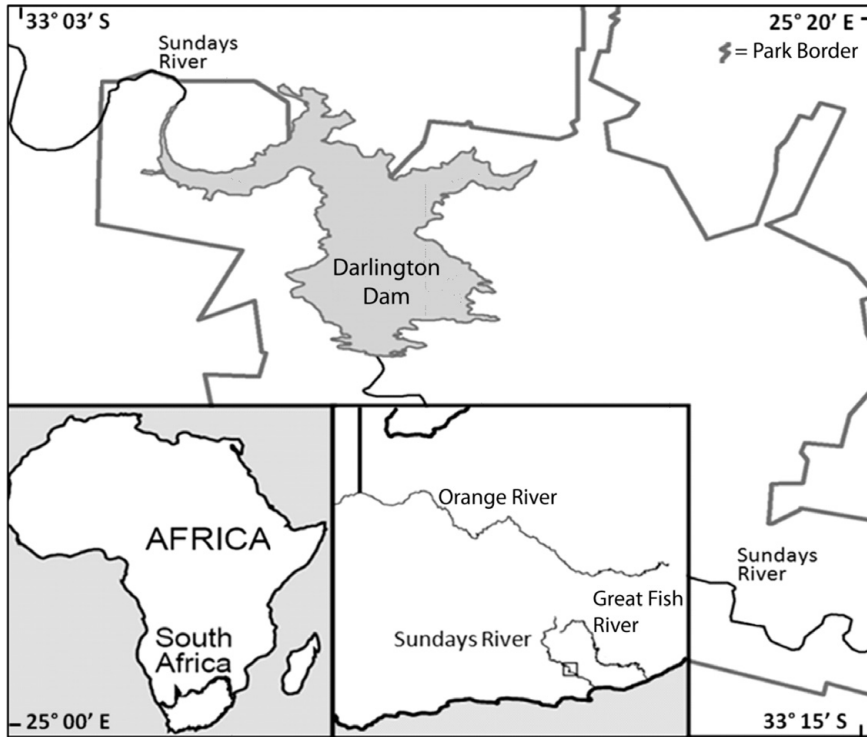 33° 03' S
25° 20' E
Sundays
River
= Park Border
Darlington
Dam
AFRICA
South
Africa
Orange River
Great Fish
River
Sundays River
Sundays
River
25° 00' E
33° 15' S